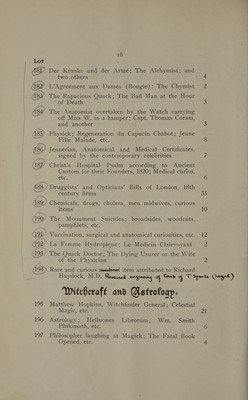 18
Lot
181 Der Kranke und der Artze; The Alchymist; and
two others 4
182 L'Agreement aux Dames (Bougie); The Chymist 2
183 The Rapacious Quack; The Bad Man at the Hour
of Death 3
184 The Anatomist overtaken by the Watch carrying
off Miss W. in a hamper; Capt. Thomas Coram,
and another 3
185 Physick; Regeneration du Capucin Chabot; Jeune
Fille Malade, etc. 8
186 Jennerian, Anatomical and Medical Certificates,
signed by the contemporary celebrities 7
187 Christ's Hospital Psalm according to Ancient
Custom for their Founders, 1820; Medical curios,
etc. 6
188 Druggists' and Opticians' Bills of London, 18th
century firms 33
189 Chemicals, drugs, cholera, men midwives, curious
items 10
190 The Monument Suicides; broadsides, woodcuts,
pamphlets, etc.
191 Vaccination, surgical and anatomical curiosities, etc. 12
192 La Femme Hydropique; Le Medicin Clairvoyant 2
193 The Quack Doctor; The Dying Usurer or the Wife
of the Physician 2
194 Rare and curious item attributed to Richard
Haydock, M.D. of T. Speke
Witchcraft and Astrology.
195 Matthew Hopkins, Witchfinder General; Celestial
Magic, etc. 21
196 Astrology; Helluones Librorum; Wm. Smith
Philomath, etc. 6
197 Philosopher laughing at Magick; The Fatal Book
Opened, etc. 4